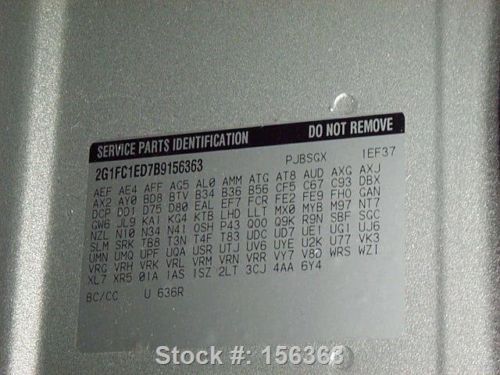 SERVICE PARTS IDENTIFICATION DO NOT REMOVE
2G1FC1ED7B9156363 PJBSGX 1EF37
AEF AE4 AFF AG5 AL0 AMM ATG AT8 AUD AXG AXJ
AX2 AY0 BD8 BTV B34 B36 B56 CF5 C67 C93 DBX
DCP DD1 D75 D80 EAL EF7 FCR FE2 FE9 FHO GAN
GW6 JL9 KA1 KG4 KTB LHD LLT MX0 MYB M97 NT7
NZL N10 N34 N41 OSH P43 Q00 Q9K R9N SBF SGC
SLM SRK TB8 T3N T4F T83 UDC UD7 UE1 UG1 UJ6
UMN UMQ UPF UQA USR UTJ UV6 UYE U2K U77 VK3
VRG VRH VRK VRL VRM VRN VRR VY7 V8D WRS WZ1
XL7 XR5 01A 1AS 1SZ 2LT 3CJ 4AA 6Y4
BC/CC U 636R
Stock #: 156363